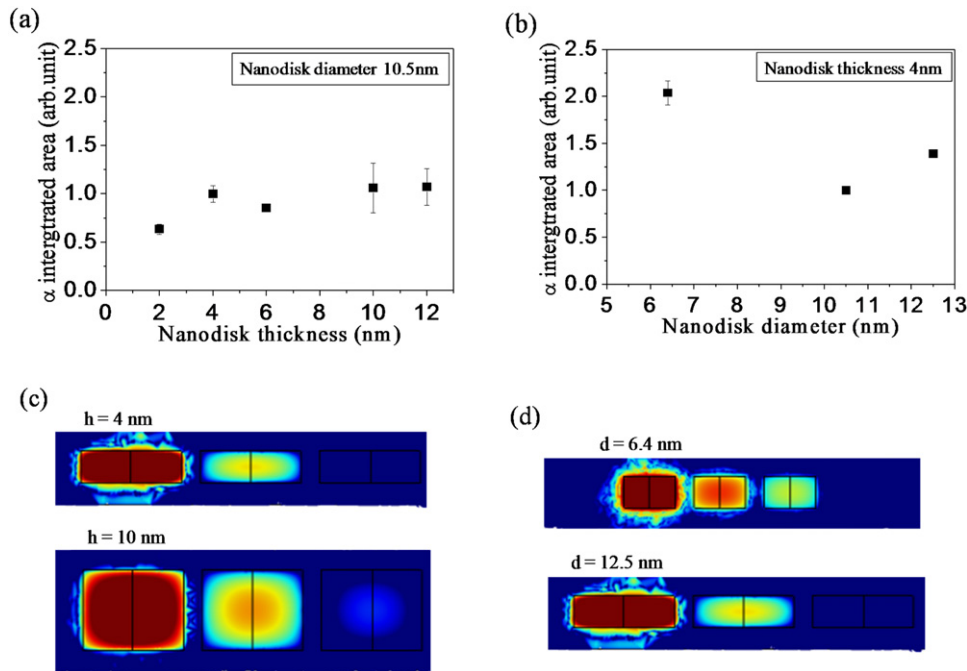 (a)
2.5
2.0
1.5
1.0
0.5
0.0
α intergtrated area (arb.unit)
Nanodisk diameter 10.5nm
0 2 4 6 8 10 12
Nanodisk thickness (nm)
(b)
2.5
2.0
1.5
1.0
0.5
0.0
α intergtrated area (arb.unit)
Nanodisk thickness 4nm
5 6 7 8 9 10 11 12 13
Nanodisk diameter (nm)
(c)
h = 4 nm
h = 10 nm
(d)
d = 6.4 nm
d = 12.5 nm